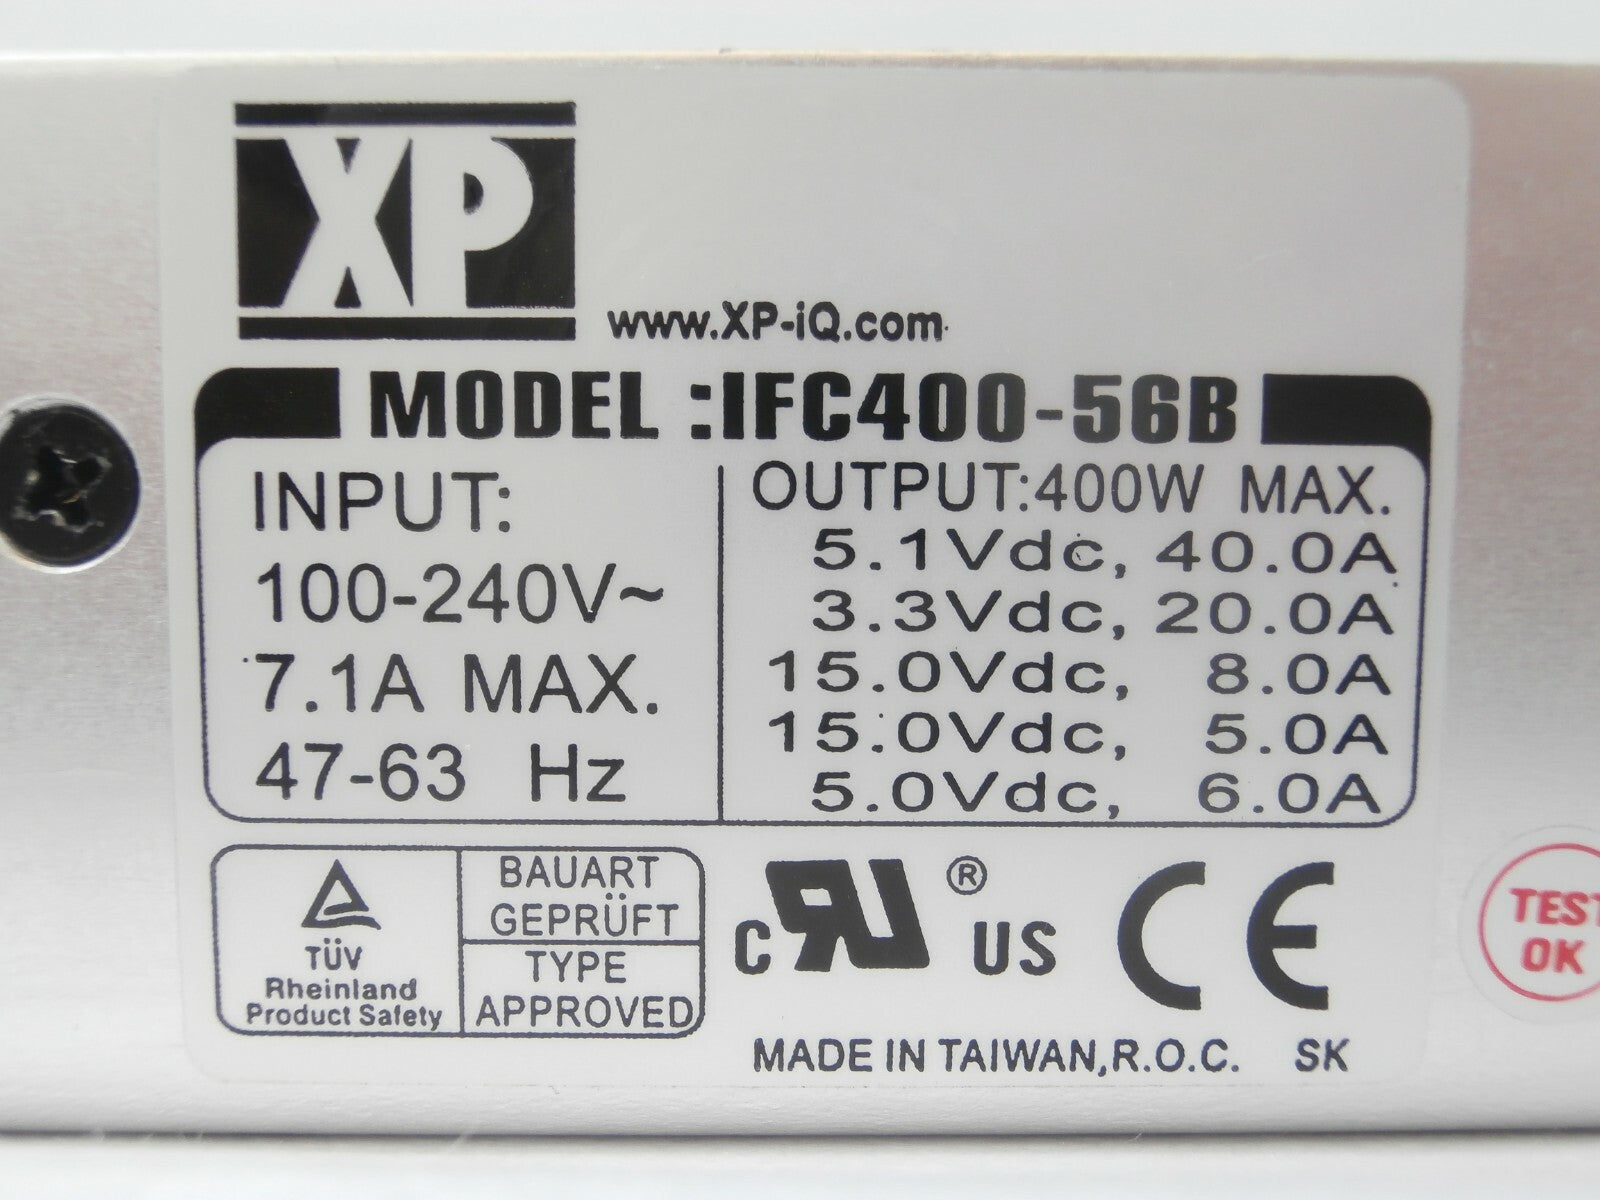 XP
www.XP-iQ.com
MODEL :IFC400-56B
INPUT:
100-240V~
7.1A MAX.
47-63 Hz
OUTPUT:400W MAX.
5.1Vdc, 40.0A
3.3Vdc, 20.0A
15.0Vdc, 8.0A
15.0Vdc, 5.0A
5.0Vdc, 6.0A
TÜV
Rheinland
Product Safety
BAUART
GEPRÜFT
TYPE
APPROVED
c RU ® US CE
MADE IN TAIWAN,R.O.C. SK
TEST
OK